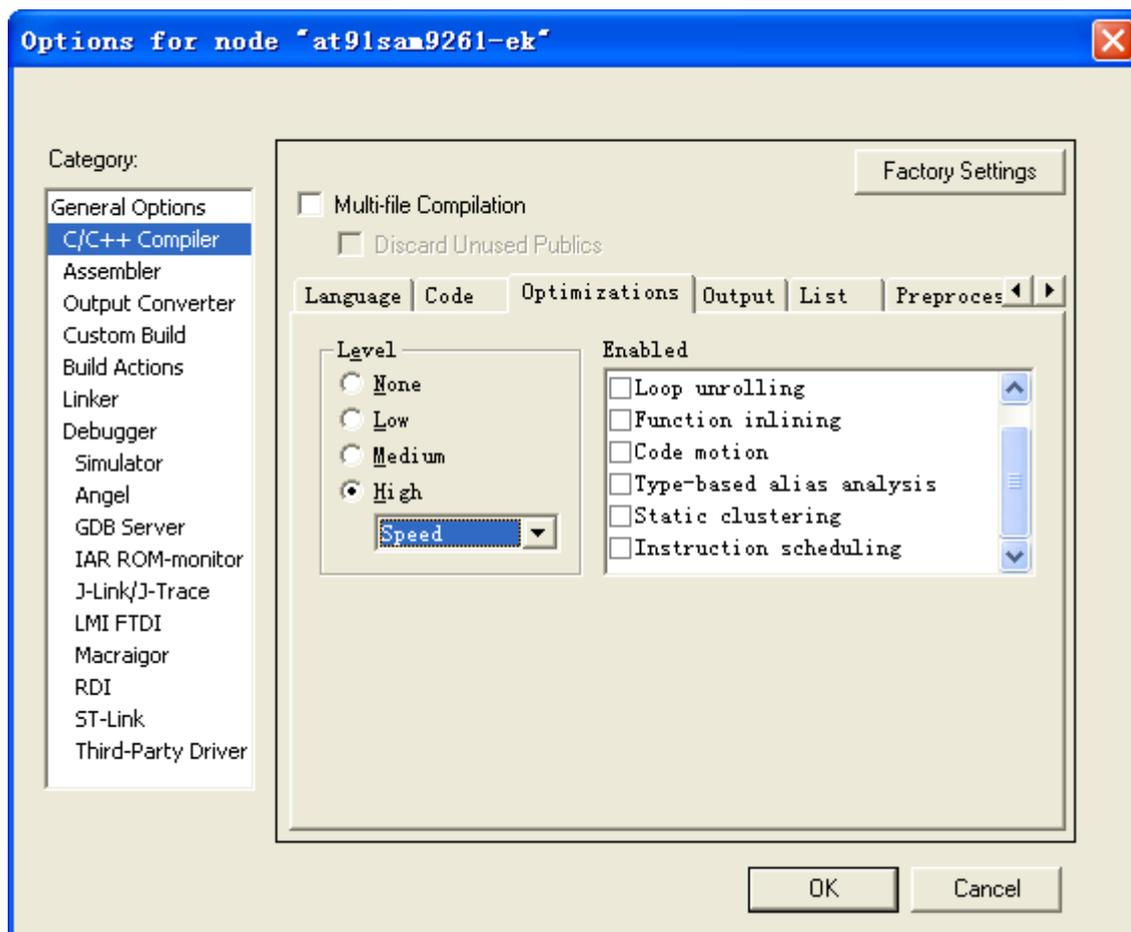 Options for node "at91sam9261-ek"
Category:
General Options
C/C++ Compiler
Assembler
Output Converter
Custom Build
Build Actions
Linker
Debugger
Simulator
Angel
GDB Server
IAR ROM-monitor
J-Link/J-Trace
LMI FTDI
Macraigor
RDI
ST-Link
Third-Party Driver
Factory Settings
Multi-file Compilation
Discard Unused Publics
Language Code Optimizations Output List Preproces
Level
None
Low
Medium
High
Speed
Enabled
Loop unrolling
Function inlining
Code motion
Type-based alias analysis
Static clustering
Instruction scheduling
OK Cancel